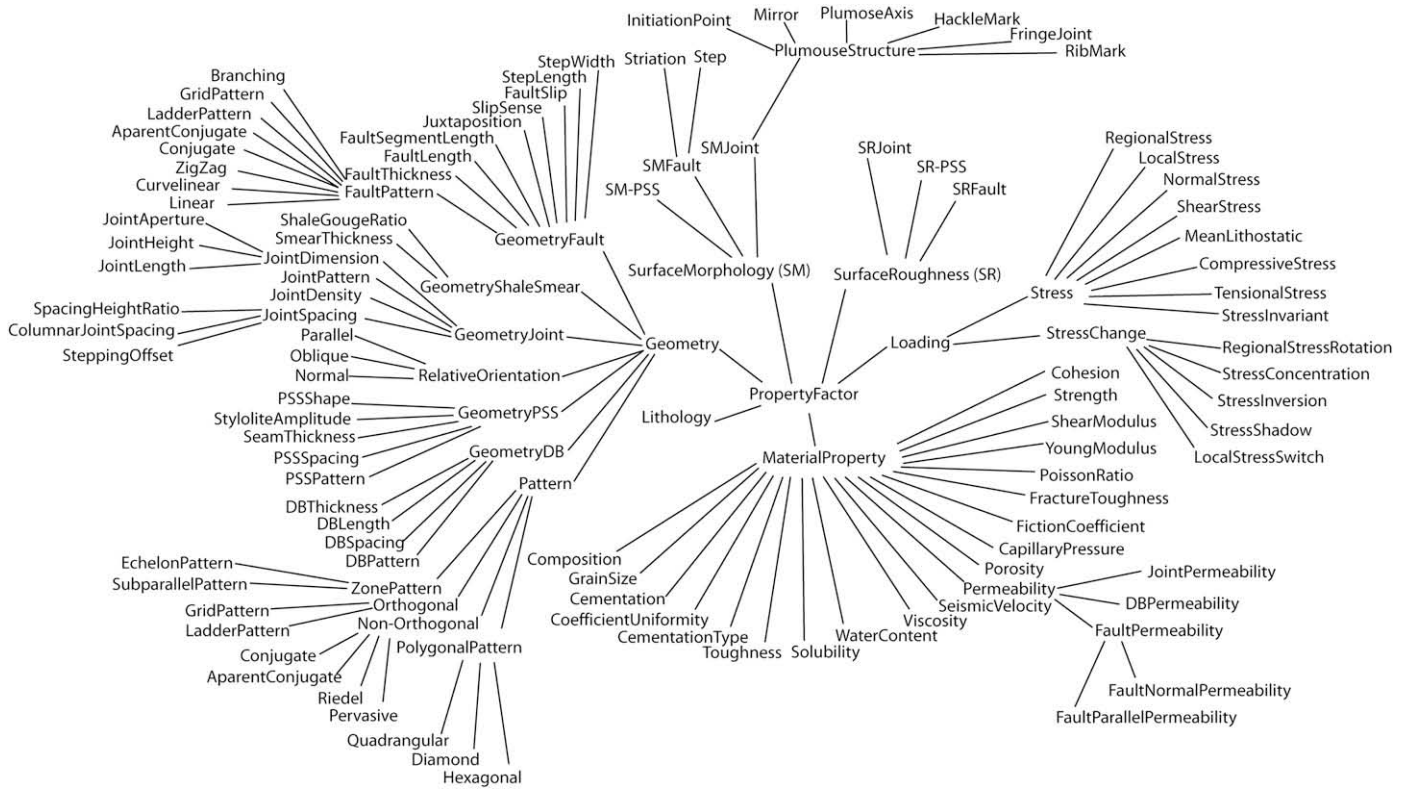 InitiationPoint
Mirror
PlumoseAxis
HackleMark
FringeJoint
RibMark
PlumouseStructure
StepWidth
Striation
Step
StepLength
FaultSlip
SlipSense
Juxtaposition
FaultSegmentLength
FaultLength
FaultThickness
FaultPattern
Branching
GridPattern
LadderPattern
AparentConjugate
Conjugate
ZigZag
Curvelinear
Linear
SMFault
SMJoint
SM-PSS
SRJoint
SR-PSS
SRFault
SurfaceMorphology (SM)
SurfaceRoughness (SR)
GeometryFault
ShaleGougeRatio
SmearThickness
GeometryShaleSmear
JointAperture
JointHeight
JointLength
JointDimension
JointPattern
JointDensity
JointSpacing
SpacingHeightRatio
ColumnarJointSpacing
SteppingOffset
GeometryJoint
Parallel
Oblique
Normal
RelativeOrientation
Geometry
PSSShape
StyloliteAmplitude
SeamThickness
PSSSpacing
PSSPattern
GeometryPSS
GeometryDB
DBThickness
DBLength
DBSpacing
DBPattern
Pattern
EchelonPattern
SubparallelPattern
ZonePattern
GridPattern
LadderPattern
Orthogonal
Non-Orthogonal
Conjugate
AparentConjugate
Riedel
Pervasive
PolygonalPattern
Quadrangular
Diamond
Hexagonal
PropertyFactor
Lithology
Loading
Stress
RegionalStress
LocalStress
NormalStress
ShearStress
MeanLithostatic
CompressiveStress
TensionalStress
StressInvariant
StressChange
RegionalStressRotation
StressConcentration
StressInversion
StressShadow
LocalStressSwitch
MaterialProperty
Cohesion
Strength
ShearModulus
YoungModulus
PoissonRatio
FractureToughness
FictionCoefficient
CapillaryPressure
Porosity
Permeability
SeismicVelocity
Viscosity
WaterContent
Solubility
Toughness
CementationType
CoefficientUniformity
Cementation
GrainSize
Composition
JointPermeability
DBPermeability
FaultPermeability
FaultNormalPermeability
FaultParallelPermeability